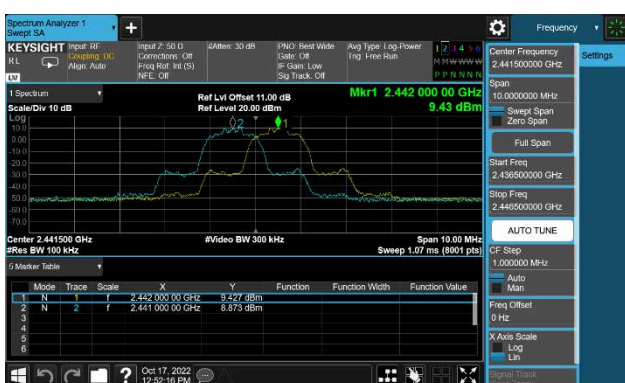 Spectrum Analyzer 1
Swept SA
+
Frequency
KEYSIGHT
RL
Input: RF
Coupling: DC
Align: Auto
Input Z: 50 Ω
Corrections: Off
Freq Ref: Int (S)
NFE: Off
#Atten: 30 dB
PNO: Best Wide
Gate: Off
IF Gain: Low
Sig Track: Off
Avg Type: Log-Power
Trig: Free Run
1 2 3 4 5 6
M M W W W W
P P N N N N
1 Spectrum
Scale/Div 10 dB
Ref Lvl Offset 11.00 dB
Ref Level 20.00 dBm
Mkr1 2.442 000 00 GHz
9.43 dBm
Log
10.0
0.00
-10.0
-20.0
-30.0
-40.0
-50.0
-60.0
-70.0
2
1
Center 2.441500 GHz
#Res BW 100 kHz
#Video BW 300 kHz
Span 10.00 MHz
Sweep 1.07 ms (8001 pts)
5 Marker Table
Mode Trace Scale X Y Function Function Width Function Value
1 N 1 f 2.442 000 00 GHz 9.427 dBm
2 N 2 f 2.441 000 00 GHz 8.873 dBm
3
4
5
6
?
Oct 17, 2022
12:52:16 PM
Center Frequency
2.441500000 GHz
Settings
Span
10.0000000 MHz
Swept Span
Zero Span
Full Span
Start Freq
2.436500000 GHz
Stop Freq
2.446500000 GHz
AUTO TUNE
CF Step
1.000000 MHz
Auto
Man
Freq Offset
0 Hz
X Axis Scale
Log
Lin
Signal Track